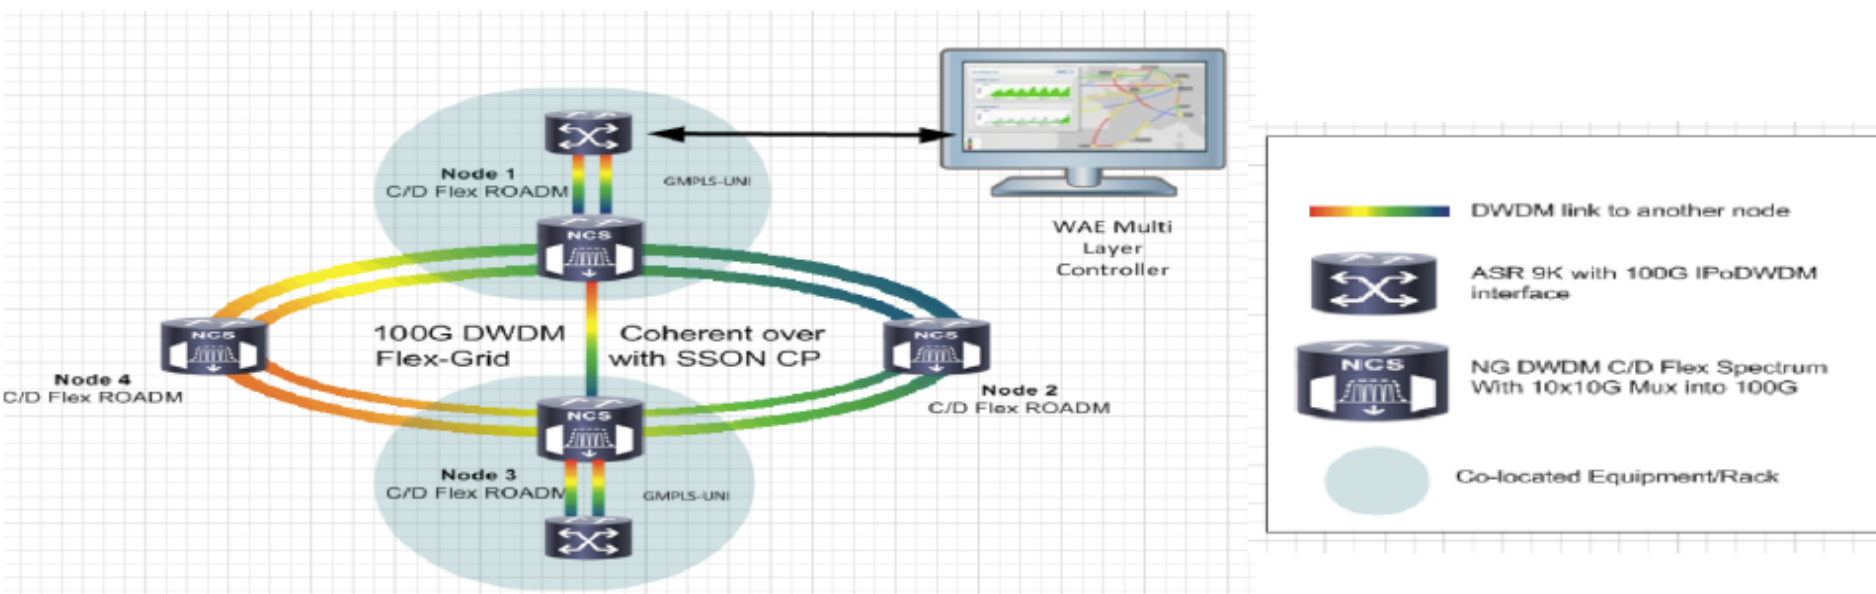 Node 1
C/D Flex ROADM
GMPLS-UNI
NCS
WAE Multi
Layer
Controller
NCS
100G DWDM
Flex-Grid
Coherent over
with SSON CP
NCS
Node 4
C/D Flex ROADM
Node 2
C/D Flex ROADM
NCS
Node 3
C/D Flex ROADM
GMPLS-UNI
DWDM link to another node
ASR 9K with 100G IPoDWDM
interface
NCS
NG DWDM C/D Flex Spectrum
With 10x10G Mux into 100G
Co-located Equipment/Rack